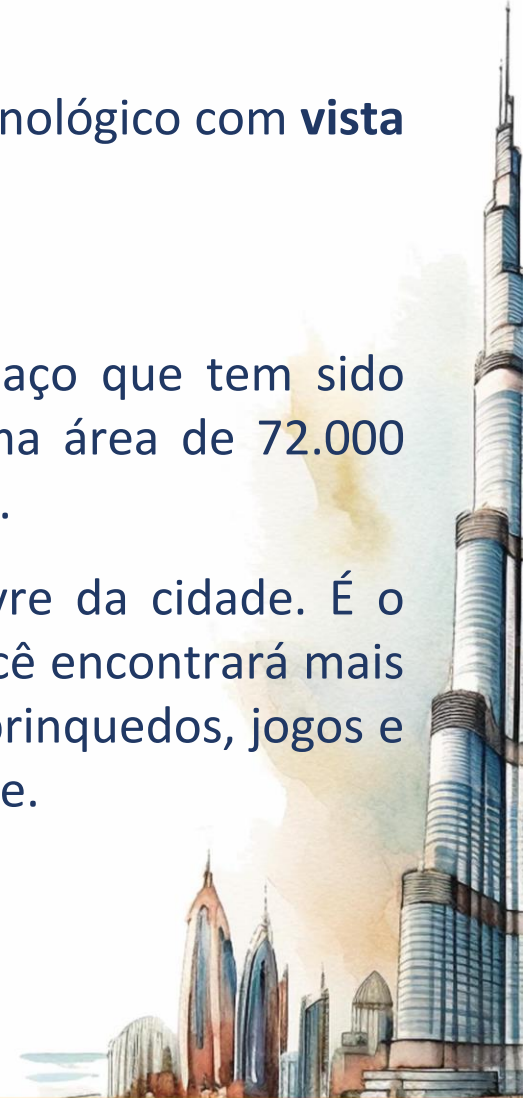 nológico com vista
aço que tem sido
na área de 72.000
.
vre da cidade. É o
cê encontrará mais
brinquedos, jogos e
e.